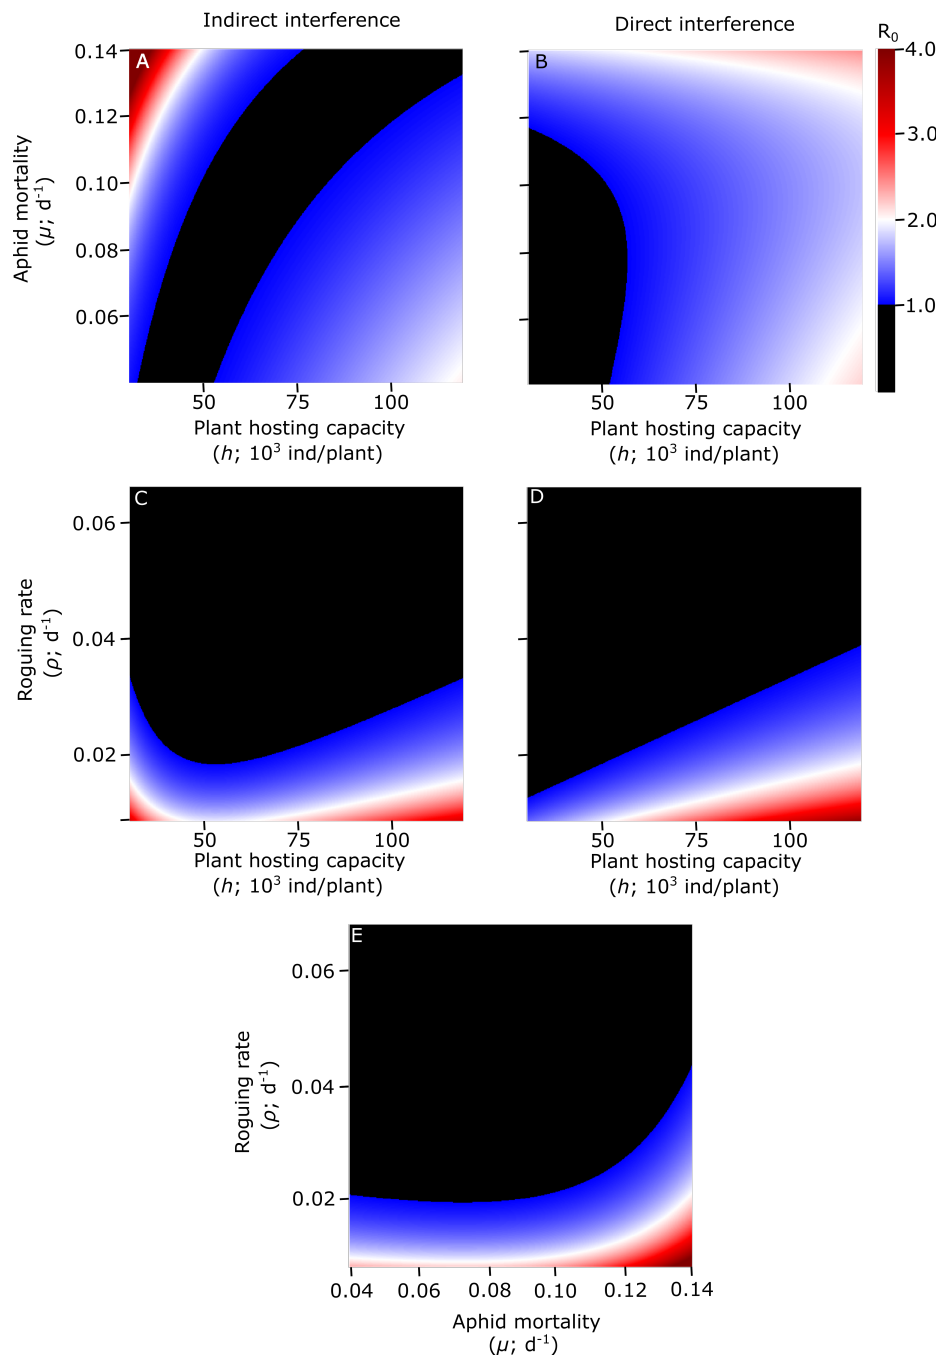 Indirect interference
Direct interference
R₀
A
B
0.14
0.12
0.10
0.08
0.06
Aphid mortality
(μ; d⁻¹)
4.0
3.0
2.0
1.0
50
75
100
Plant hosting capacity
(h; 10³ ind/plant)
50
75
100
Plant hosting capacity
(h; 10³ ind/plant)
C
D
0.06
0.04
0.02
Roguing rate
(ρ; d⁻¹)
50
75
100
Plant hosting capacity
(h; 10³ ind/plant)
50
75
100
Plant hosting capacity
(h; 10³ ind/plant)
E
0.06
0.04
0.02
Roguing rate
(ρ; d⁻¹)
0.04
0.06
0.08
0.10
0.12
0.14
Aphid mortality
(μ; d⁻¹)